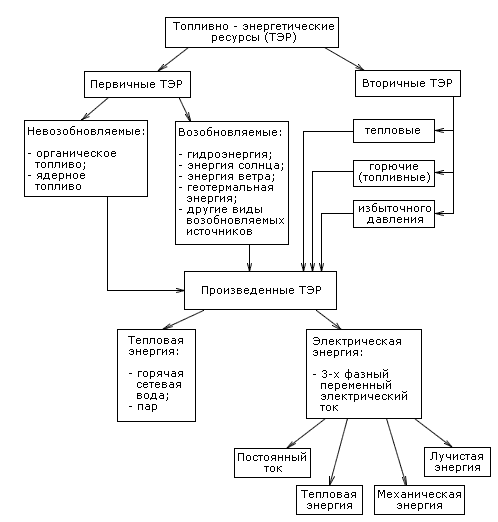 Топливно - энергетические
ресурсы (ТЭР)
Первичные ТЭР
Вторичные ТЭР
Невозобновляемые:
- органическое
топливо;
- ядерное
топливо
Возобновляемые:
- гидроэнергия;
- энергия солнца;
- энергия ветра;
- геотермальная
энергия;
- другие виды
возобновляемых
источников
тепловые
горючие
(топливные)
избыточного
давления
Произведенные ТЭР
Тепловая
энергия:
- горячая
сетевая
вода;
- пар
Электрическая
энергия:
- 3-х фазный
переменный
электрический
ток
Постоянный
ток
Тепловая
энергия
Механическая
энергия
Лучистая
энергия